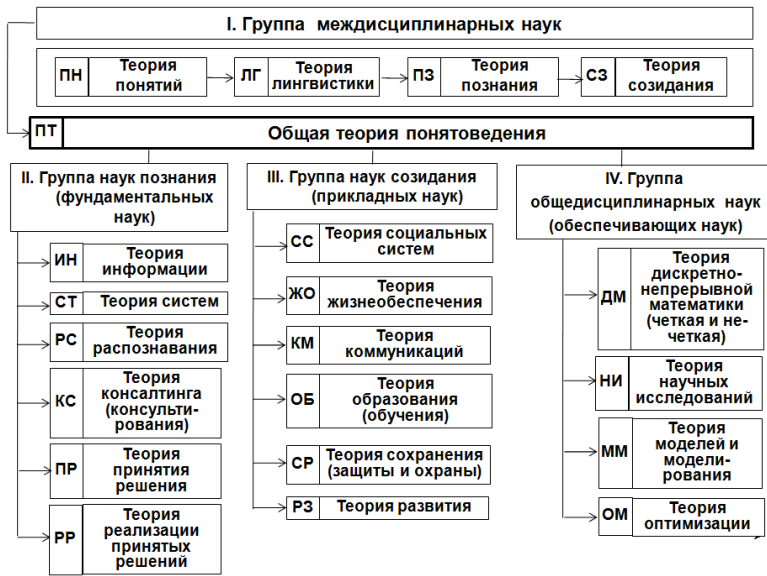 I. Группа междисциплинарных наук
ПН
Теория
понятий
ЛГ
Теория
лингвистики
ПЗ
Теория
познания
СЗ
Теория
созидания
ПТ
Общая теория понятоведения
II. Группа наук познания
(фундаментальных
наук)
ИН
Теория
информации
СТ
Теория систем
РС
Теория
распознавания
КС
Теория
консалтинга
(консульти-
рования)
ПР
Теория
принятия
решения
РР
Теория
реализации
принятых
решений
III. Группа наук созидания
(прикладных наук)
СС
Теория социальных
систем
ЖО
Теория
жизнеобеспечения
КМ
Теория
коммуникаций
ОБ
Теория
образования
(обучения)
СР
Теория сохранения
(защиты и охраны)
РЗ
Теория развития
IV. Группа
общедисциплинарных наук
(обеспечивающих наук)
ДМ
Теория
дискретно-
непрерывной
математики
(четкая и не-
четкая)
НИ
Теория
научных
исследований
ММ
Теория
моделей и
модели-
рования
ОМ
Теория
оптимизации